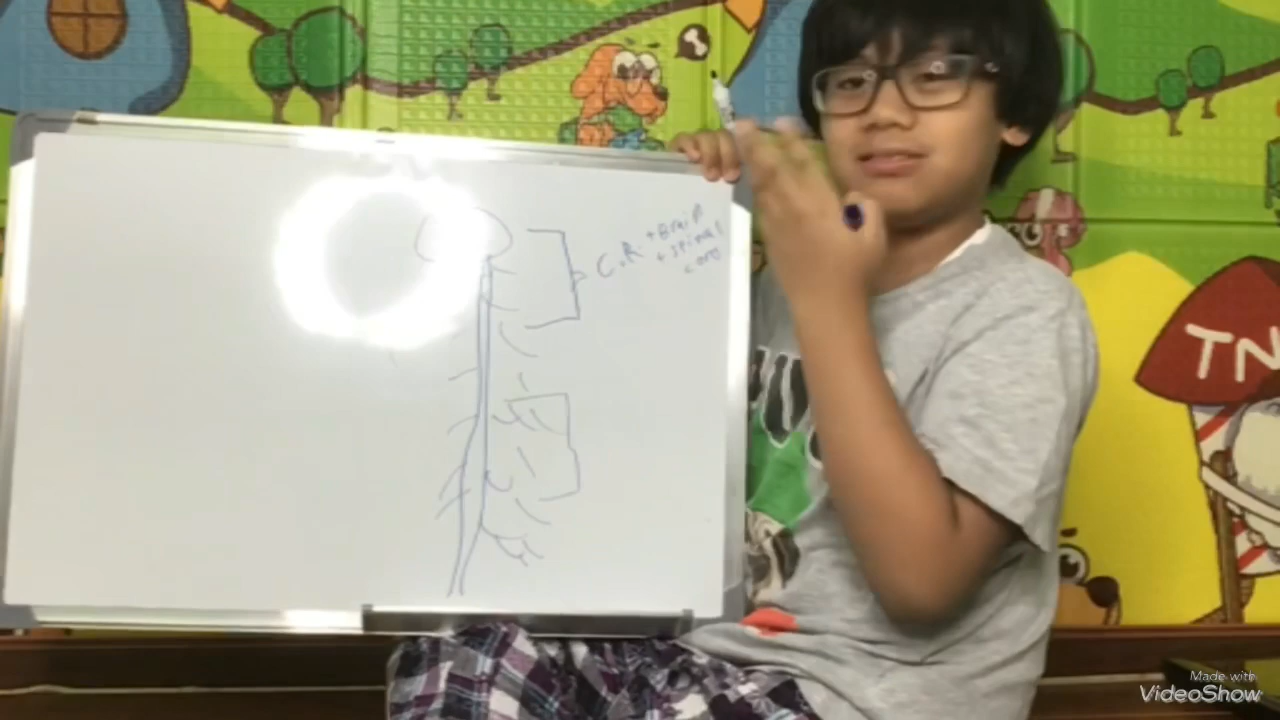 C.R. + Brain
+ spinal
cord
TN
Made with
VideoShow